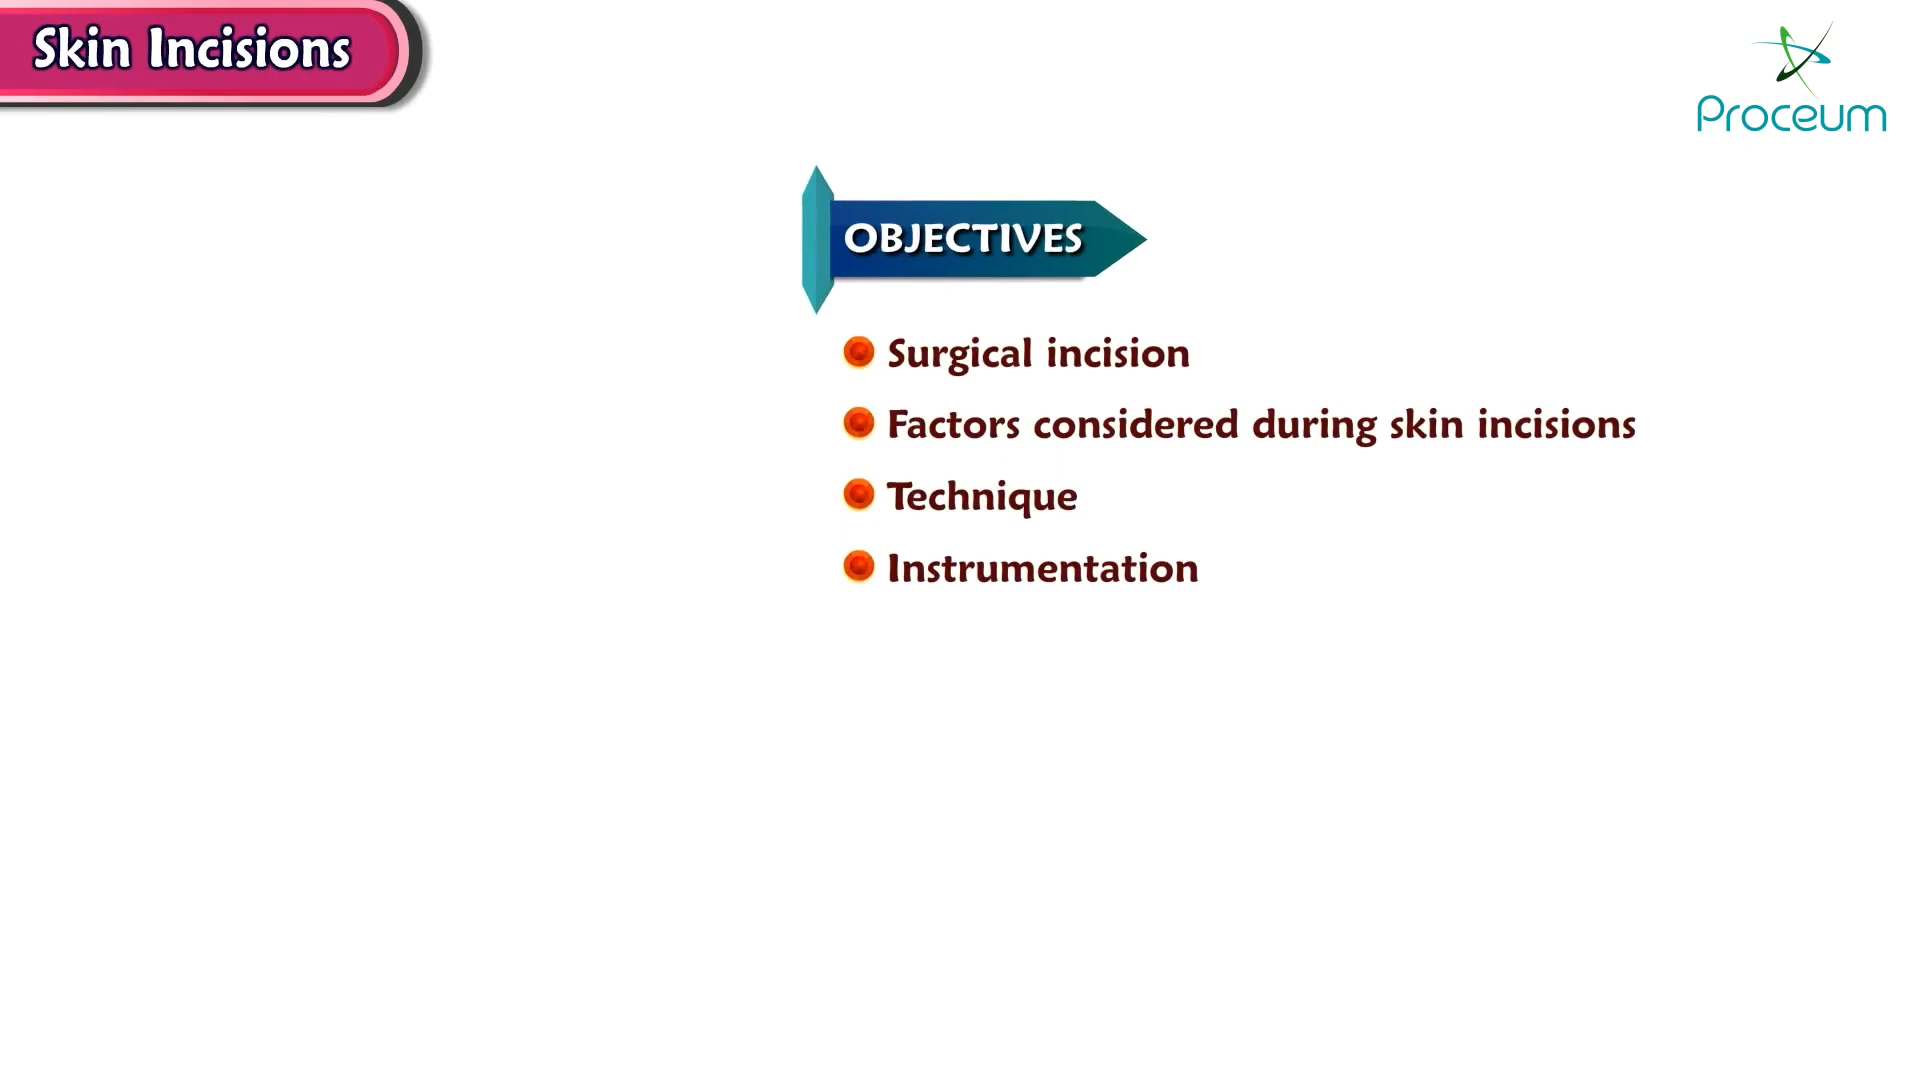 Skin Incisions
Proceum
OBJECTIVES
Surgical incision
Factors considered during skin incisions
Technique
Instrumentation